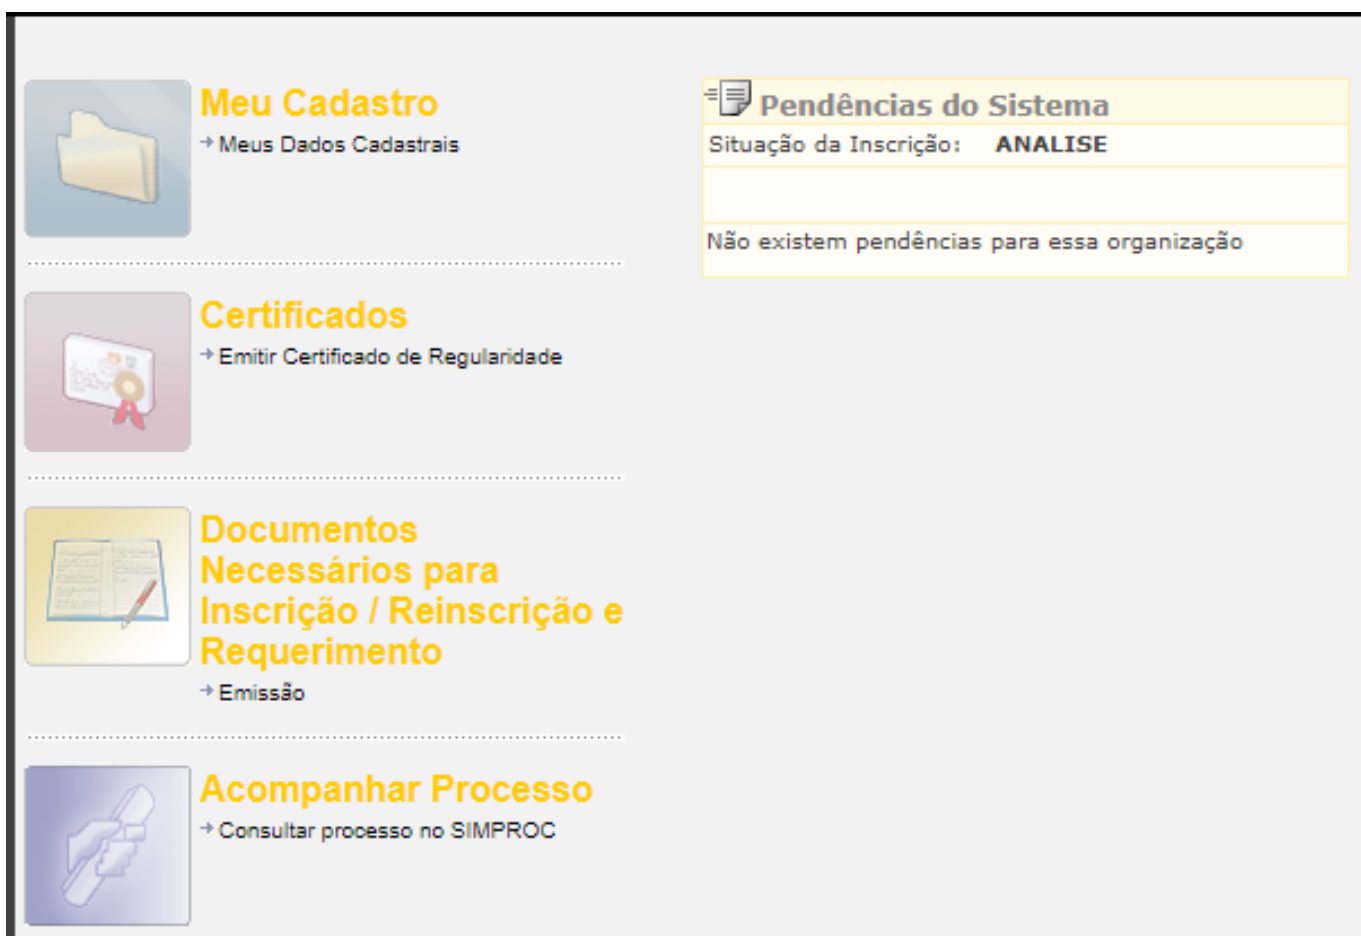 Meu Cadastro
Meus Dados Cadastrais
Certificados
Emitir Certificado de Regularidade
Documentos
Necessários para
Inscrição / Reinscrição e
Requerimento
Emissão
Acompanhar Processo
Consultar processo no SIMPROC
Pendências do Sistema
Situação da Inscrição: ANALISE
Não existem pendências para essa organização